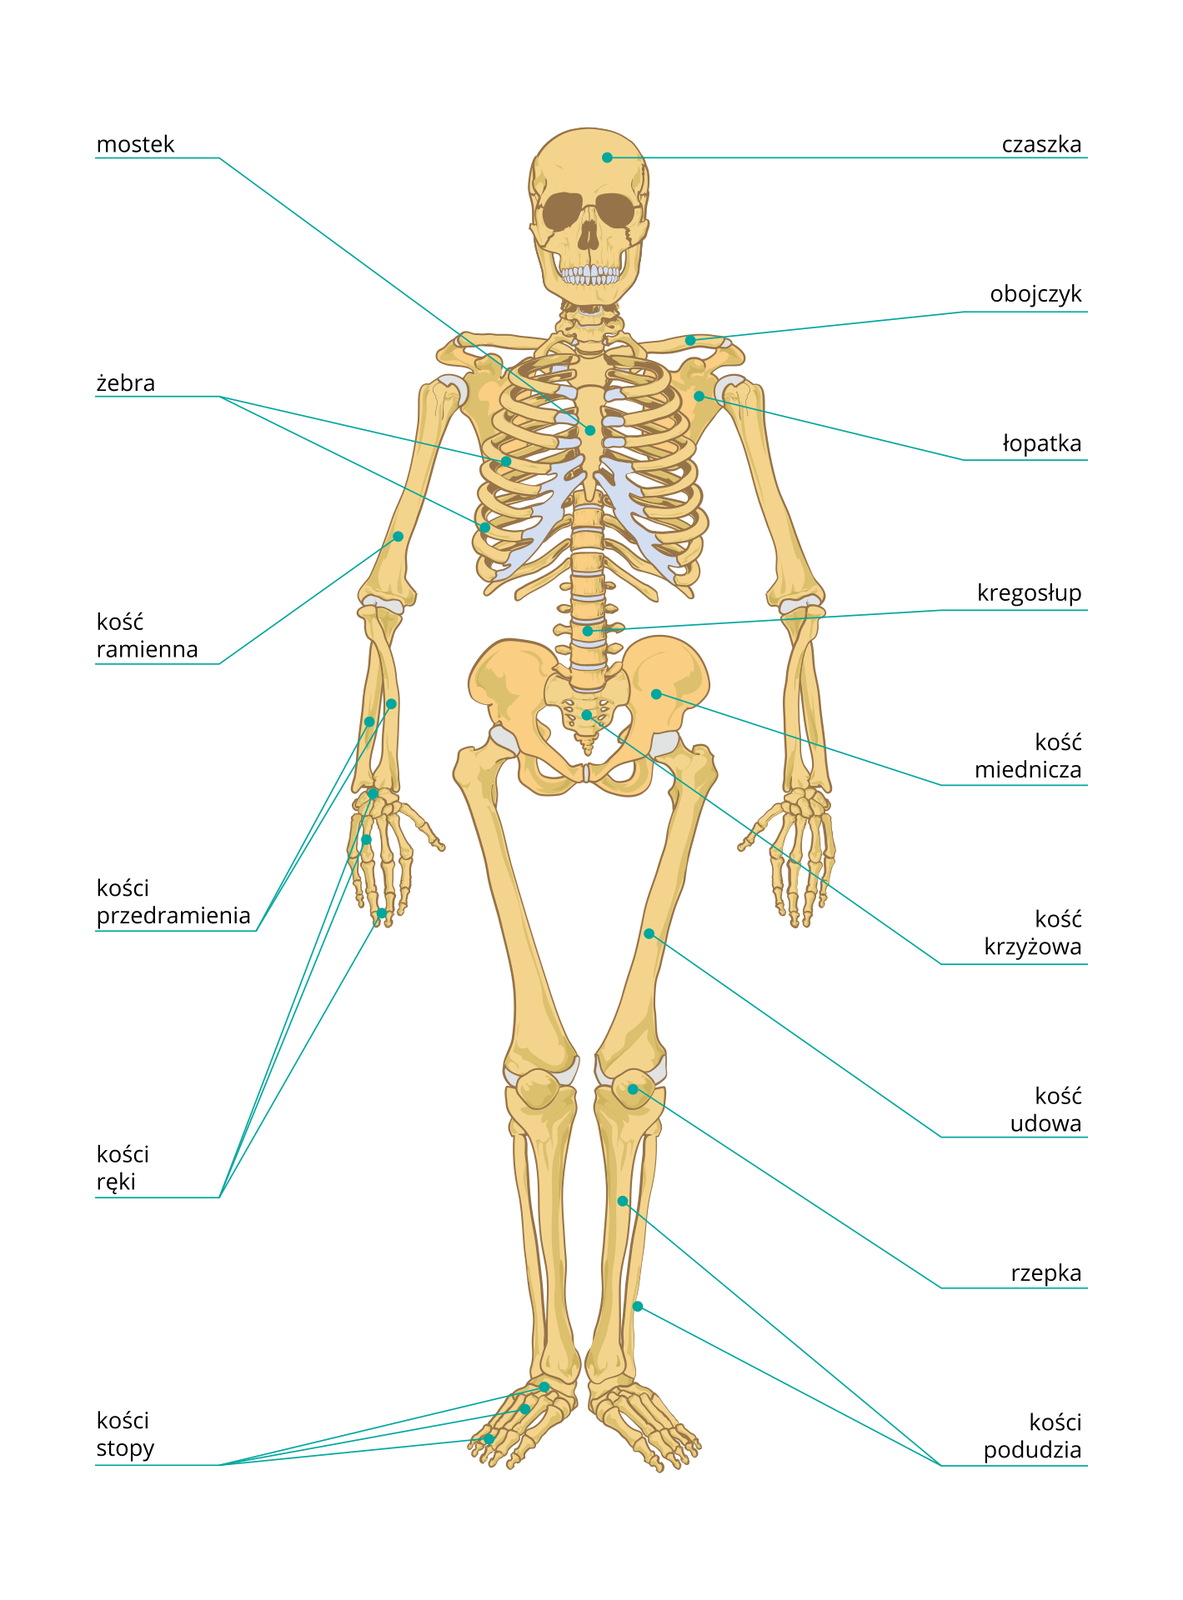 mostek
żebra
kość
ramienna
kości
przedramienia
kości
ręki
kości
stopy
czaszka
obojczyk
łopatka
kregosłup
kość
miednicza
kość
krzyżowa
kość
udowa
rzepka
kości
podudzia